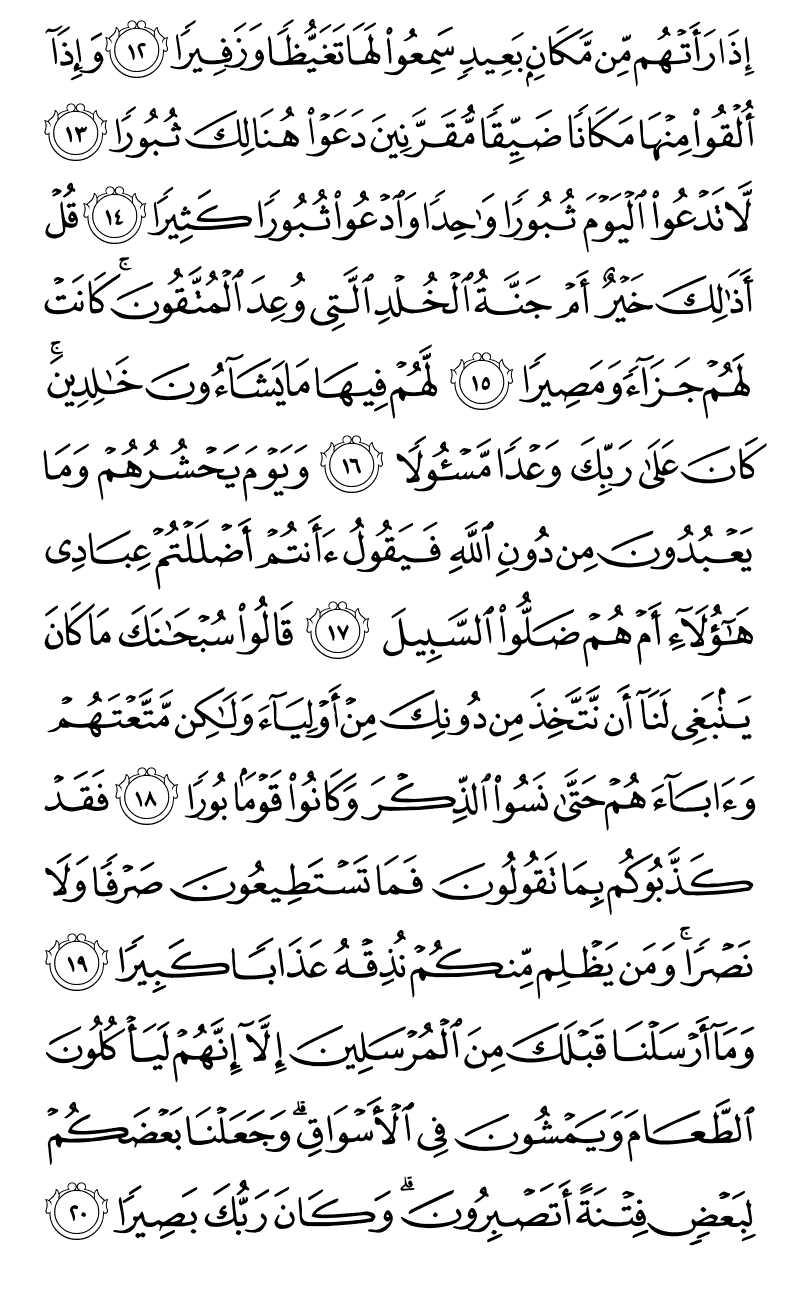 إِذَا رَأَتْهُم مِّن مَّكَانِۭ بَعِيدٖ سَمِعُواْ لَهَا تَغَيُّظٗا وَزَفِيرٗا ١٢ وَإِذَآ
أُلْقُواْ مِنْهَا مَكَانٗا ضَيِّقٗا مُّقَرَّنِينَ دَعَوْاْ هُنَالِكَ ثُبُورٗا ١٣
لَّا تَدْعُواْ ٱلْيَوْمَ ثُبُورٗا وَٰحِدٗا وَٱدْعُواْ ثُبُورٗا كَثِيرٗا ١٤ قُلْ
أَذَٰلِكَ خَيْرٌ أَمْ جَنَّةُ ٱلْخُلْدِ ٱلَّتِي وُعِدَ ٱلْمُتَّقُونَۚ كَانَتْ
لَهُمْ جَزَآءٗ وَمَصِيرٗا ١٥ لَّهُمْ فِيهَا مَا يَشَآءُونَ خَٰلِدِينَۚ
كَانَ عَلَىٰ رَبِّكَ وَعْدٗا مَّسْـُٔولٗا ١٦ وَيَوْمَ يَحْشُرُهُمْ وَمَا
يَعْبُدُونَ مِن دُونِ ٱللَّهِ فَيَقُولُ ءَأَنتُمْ أَضْلَلْتُمْ عِبَادِي
هَٰٓؤُلَآءِ أَمْ هُمْ ضَلُّواْ ٱلسَّبِيلَ ١٧ قَالُواْ سُبْحَٰنَكَ مَا كَانَ
يَنۢبَغِي لَنَآ أَن نَّتَّخِذَ مِن دُونِكَ مِنْ أَوْلِيَآءَ وَلَٰكِن مَّتَّعْتَهُمْ
وَءَابَآءَهُمْ حَتَّىٰ نَسُواْ ٱلذِّكْرَ وَكَانُواْ قَوْمَۢا بُورٗا ١٨ فَقَدْ
كَذَّبُوكُم بِمَا تَقُولُونَ فَمَا تَسْتَطِيعُونَ صَرْفٗا وَلَا
نَصْرٗاۚ وَمَن يَظْلِم مِّنكُمْ نُذِقْهُ عَذَابٗا كَبِيرٗا ١٩
وَمَآ أَرْسَلْنَا قَبْلَكَ مِنَ ٱلْمُرْسَلِينَ إِلَّآ إِنَّهُمْ لَيَأْكُلُونَ
ٱلطَّعَامَ وَيَمْشُونَ فِي ٱلْأَسْوَاقِۗ وَجَعَلْنَا بَعْضَكُمْ
لِبَعْضٖ فِتْنَةً أَتَصْبِرُونَۗ وَكَانَ رَبُّكَ بَصِيرٗا ٢٠